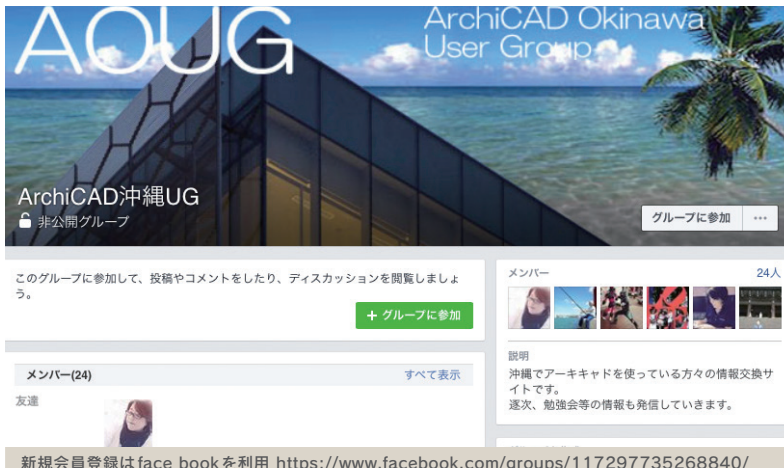 AOUG
ArchiCAD Okinawa
User Group
ArchiCAD沖縄UG
非公開グループ
グループに参加
このグループに参加して、投稿やコメントをしたり、ディスカッションを閲覧しましょ
う。
+ グループに参加
メンバー(24)
すべて表示
友達
メンバー
24人
説明
沖縄でアーキキャドを使っている方々の情報交換サ
イトです。
逐次、勉強会等の情報も発信していきます。
新規会員登録はface bookを利用 https://www.facebook.com/groups/117297735268840/